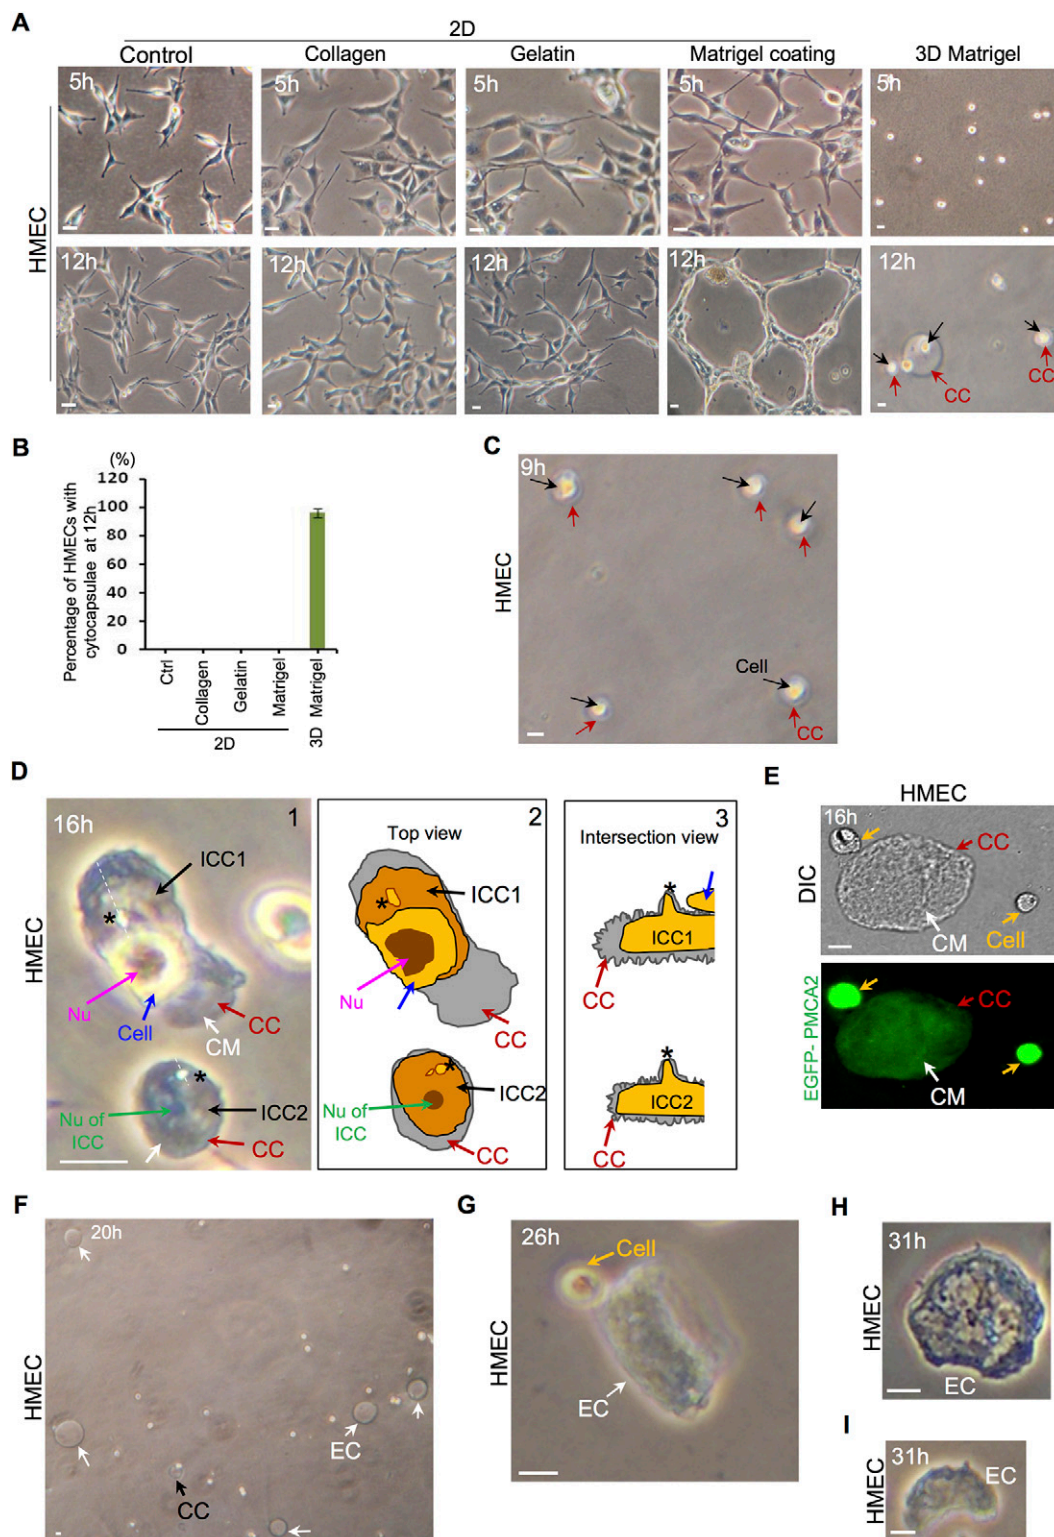 A
2D
Control
Collagen
Gelatin
Matrigel coating
3D Matrigel
HMEC
5h
5h
5h
5h
5h
12h
12h
12h
12h
12h
CC
CC
B
(%)
Percentage of HMECs with
cytocapsulae at 12h
120
100
80
60
40
20
0
Ctrl
Collagen
Gelatin
Matrigel
3D Matrigel
2D
C
HMEC
9h
Cell
CC
D
HMEC
16h
1
ICC1
*
Nu
Cell
CC
CM
*
ICC2
Nu of
ICC
CC
2
Top view
ICC1
*
Nu
CC
*
ICC2
Nu of
ICC
CC
3
Intersection view
*
ICC1
CC
*
ICC2
CC
E
HMEC
DIC
16h
CC
CM
Cell
EGFP- PMCA2
CC
CM
F
HMEC
20h
EC
CC
G
HMEC
26h
Cell
EC
H
HMEC
31h
EC
I
HMEC
31h
EC